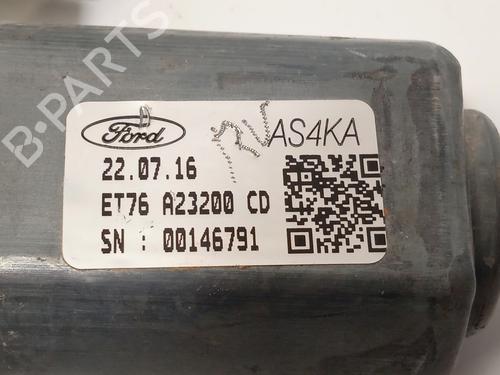 B-PARTS
Ford
AS4KA
22.07.16
ET76 A23200 CD
SN : 00146791